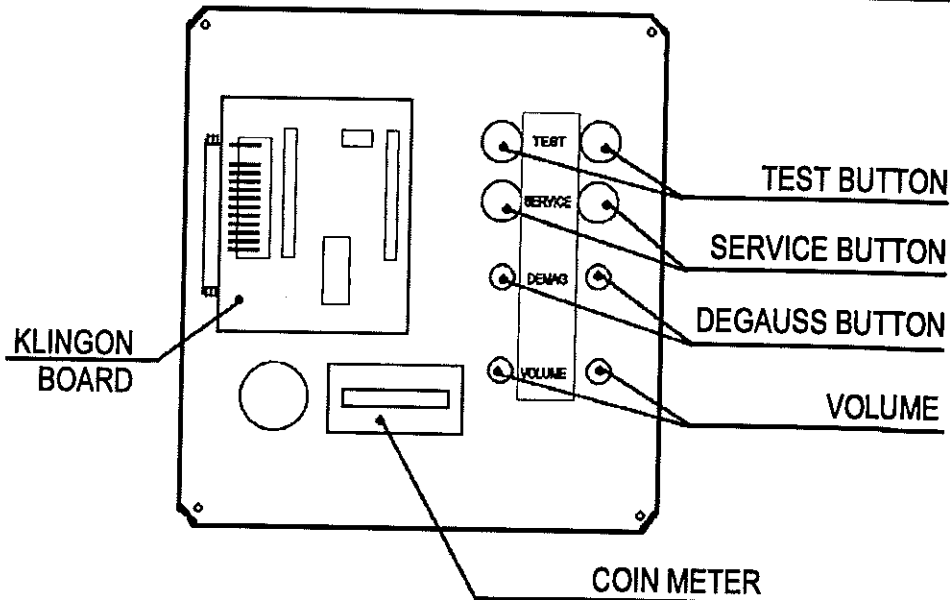 TEST
SERVICE
DEMAG
VOLUME
TEST BUTTON
SERVICE BUTTON
DEGAUSS BUTTON
VOLUME
KLINGON
BOARD
COIN METER